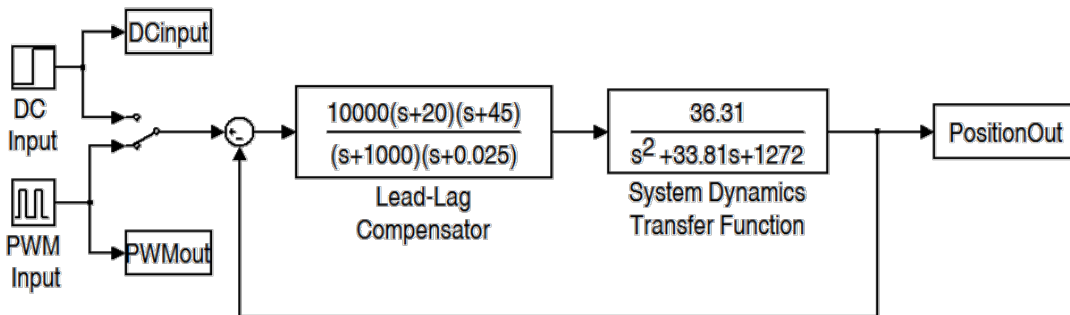 DCinput
DC
Input
PWM
Input
PWMout
+
-
10000(s+20)(s+45)
(s+1000)(s+0.025)
Lead-Lag
Compensator
36.31
s² +33.81s+1272
System Dynamics
Transfer Function
PositionOut